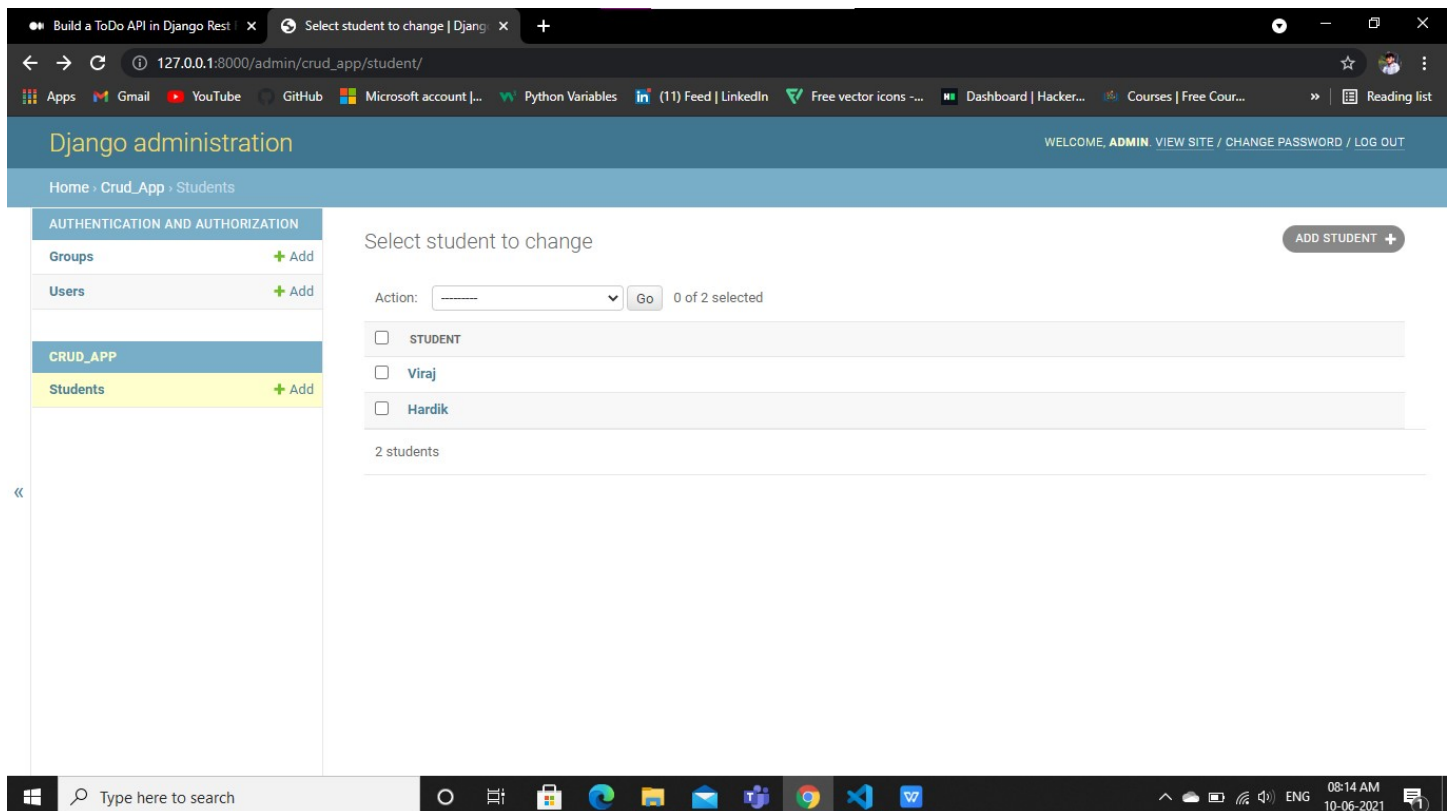 Build a ToDo API in Django Rest
Select student to change | Djang
127.0.0.1:8000/admin/crud_app/student/
Apps
Gmail
YouTube
GitHub
Microsoft account |...
Python Variables
(11) Feed | LinkedIn
Free vector icons -...
Dashboard | Hacker...
Courses | Free Cour...
»
Reading list
Django administration
WELCOME, ADMIN. VIEW SITE / CHANGE PASSWORD / LOG OUT
Home › Crud_App › Students
AUTHENTICATION AND AUTHORIZATION
Groups
+ Add
Users
+ Add
CRUD_APP
Students
+ Add
«
Select student to change
ADD STUDENT +
Action:
---------
Go
0 of 2 selected
STUDENT
Viraj
Hardik
2 students
Type here to search
ENG
08:14 AM
10-06-2021
1